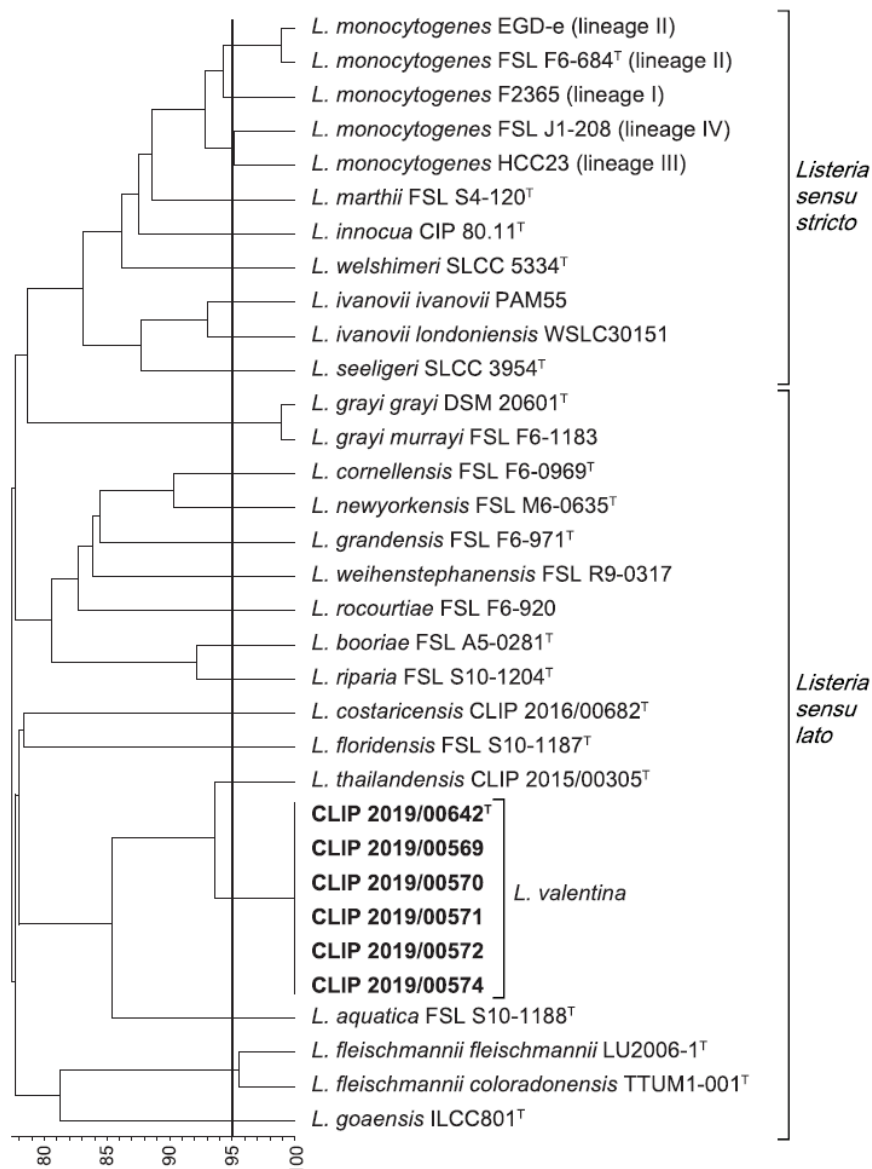 L. monocytogenes EGD-e (lineage II)
L. monocytogenes FSL F6-684ᵀ (lineage II)
L. monocytogenes F2365 (lineage I)
L. monocytogenes FSL J1-208 (lineage IV)
L. monocytogenes HCC23 (lineage III)
L. marthii FSL S4-120ᵀ
L. innocua CIP 80.11ᵀ
L. welshimeri SLCC 5334ᵀ
L. ivanovii ivanovii PAM55
L. ivanovii londoniensis WSLC30151
L. seeligeri SLCC 3954ᵀ
Listeria
sensu
stricto
L. grayi grayi DSM 20601ᵀ
L. grayi murrayi FSL F6-1183
L. cornellensis FSL F6-0969ᵀ
L. newyorkensis FSL M6-0635ᵀ
L. grandensis FSL F6-971ᵀ
L. weihenstephanensis FSL R9-0317
L. rocourtiae FSL F6-920
L. booriae FSL A5-0281ᵀ
L. riparia FSL S10-1204ᵀ
L. costaricensis CLIP 2016/00682ᵀ
L. floridensis FSL S10-1187ᵀ
L. thailandensis CLIP 2015/00305ᵀ
CLIP 2019/00642ᵀ
CLIP 2019/00569
CLIP 2019/00570
CLIP 2019/00571
CLIP 2019/00572
CLIP 2019/00574
L. valentina
L. aquatica FSL S10-1188ᵀ
L. fleischmannii fleischmannii LU2006-1ᵀ
L. fleischmannii coloradonensis TTUM1-001ᵀ
L. goaensis ILCC801ᵀ
Listeria
sensu
lato
80
85
90
95
100